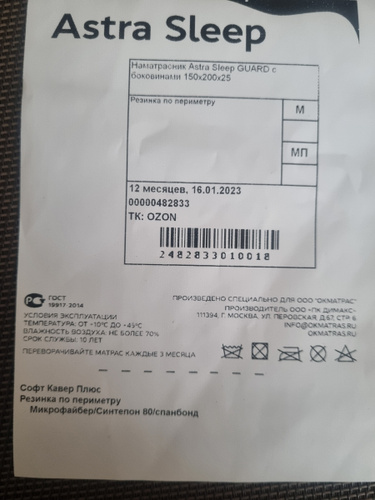 Astra Sleep
Наматрасник Astra Sleep GUARD с
боковинами 150х200х25
Резинка по периметру
М
МП
12 месяцев, 16.01.2023
00000482833
ТК: OZON
2482833010018
ГОСТ
19917-2014
УСЛОВИЯ ЭКСПЛУАТАЦИИ
ТЕМПЕРАТУРА: ОТ -10°С ДО +45°С
ВЛАЖНОСТЬ ВОЗДУХА: НЕ БОЛЕЕ 70%
СРОК СЛУЖБЫ: 10 ЛЕТ
ПЕРЕВОРАЧИВАЙТЕ МАТРАС КАЖДЫЕ 3 МЕСЯЦА
ПРОИЗВЕДЕНО СПЕЦИАЛЬНО ДЛЯ ООО "ОКМАТРАС"
ПРОИЗВОДИТЕЛЬ ООО «ПК ДИМАКС»
111394, Г. МОСКВА, УЛ. ПЕРОВСКАЯ, Д.67, СТР 6
INFO@OKMATRAS.RU
OKMATRAS.RU
Софт Кавер Плюс
Резинка по периметру
Микрофайбер/Синтепон 80/спанбонд